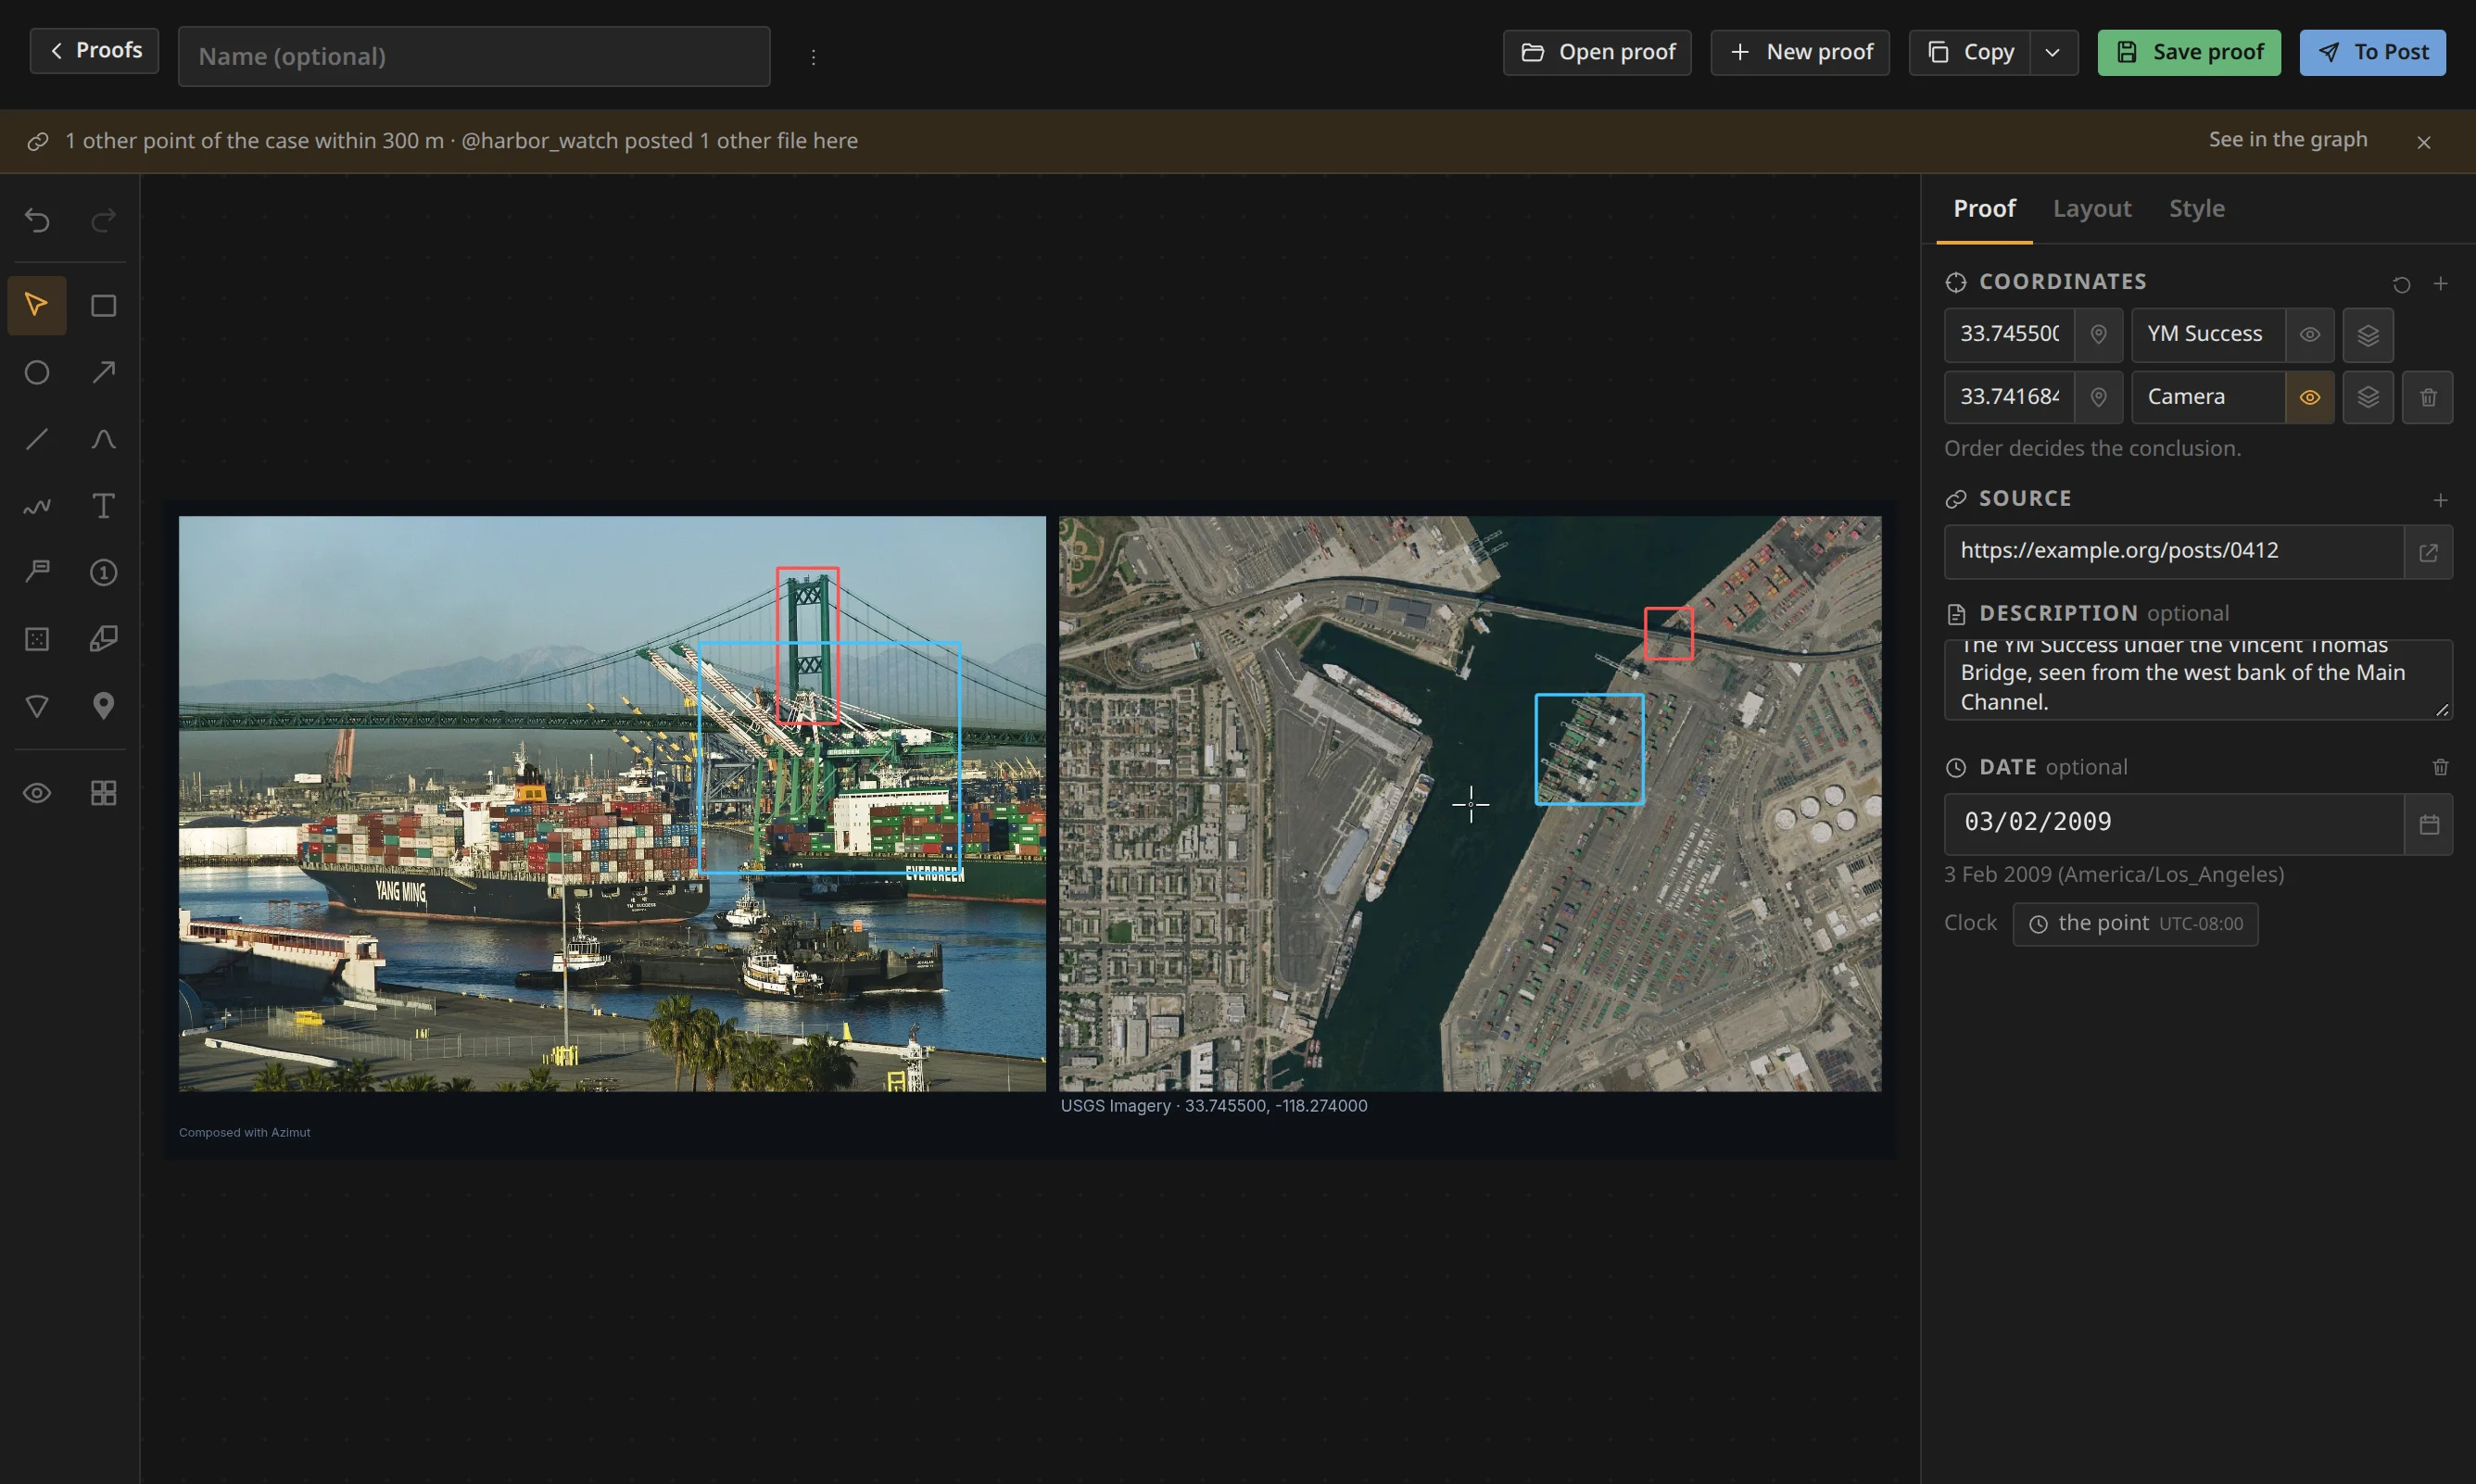 Proofs
Name (optional)
Open proof
New proof
Copy
Save proof
To Post
1 other point of the case within 300 m · @harbor_watch posted 1 other file here
See in the graph
Proof Layout Style
COORDINATES
33.745500 YM Success
33.741684 Camera
Order decides the conclusion.
SOURCE
https://example.org/posts/0412
DESCRIPTION optional
The YM Success under the Vincent Thomas
Bridge, seen from the west bank of the Main
Channel.
DATE optional
03/02/2009
3 Feb 2009 (America/Los_Angeles)
Clock the point UTC-08:00
T
1
YANG MING
EVERGREEN
USGS Imagery · 33.745500, -118.274000
Composed with Azimut